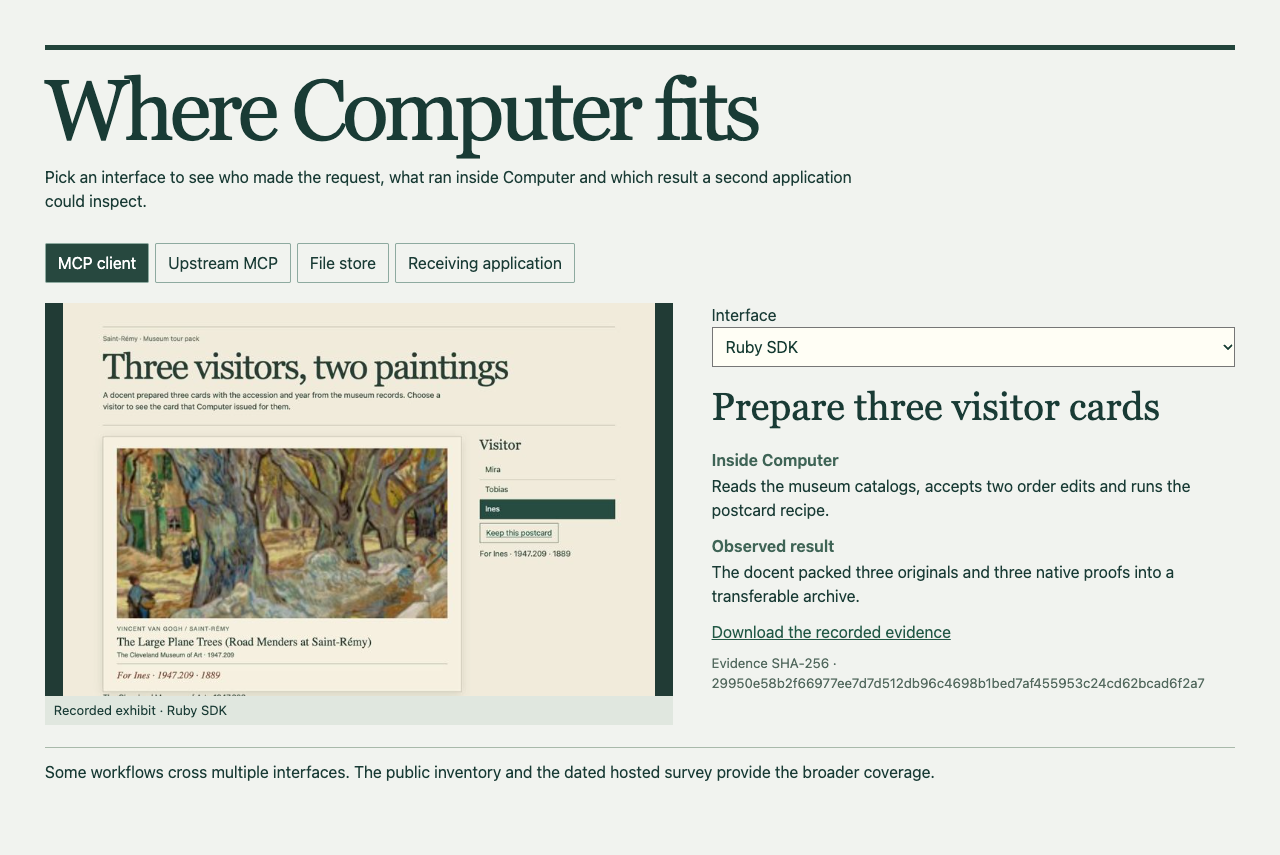 Where Computer fits
Pick an interface to see who made the request, what ran inside Computer and which result a second application
could inspect.
MCP client
Upstream MCP
File store
Receiving application
Saint-Rémy · Museum tour pack
Three visitors, two paintings
A docent prepared three cards with the accession and year from the museum records. Choose a
visitor to see the card that Computer issued for them.
Visitor
Mira
Tobias
Ines
Keep this postcard
For Ines · 1947.209 · 1889
VINCENT VAN GOGH / SAINT-RÉMY
The Large Plane Trees (Road Menders at Saint-Rémy)
The Cleveland Museum of Art · 1947.209
For Ines · 1947.209 · 1889
Recorded exhibit · Ruby SDK
Interface
Ruby SDK
Prepare three visitor cards
Inside Computer
Reads the museum catalogs, accepts two order edits and runs the
postcard recipe.
Observed result
The docent packed three originals and three native proofs into a
transferable archive.
Download the recorded evidence
Evidence SHA-256 ·
29950e58b2f66977ee7d7d512db96c4698b1bed7af455953c24cd62bcad6f2a7
Some workflows cross multiple interfaces. The public inventory and the dated hosted survey provide the broader coverage.